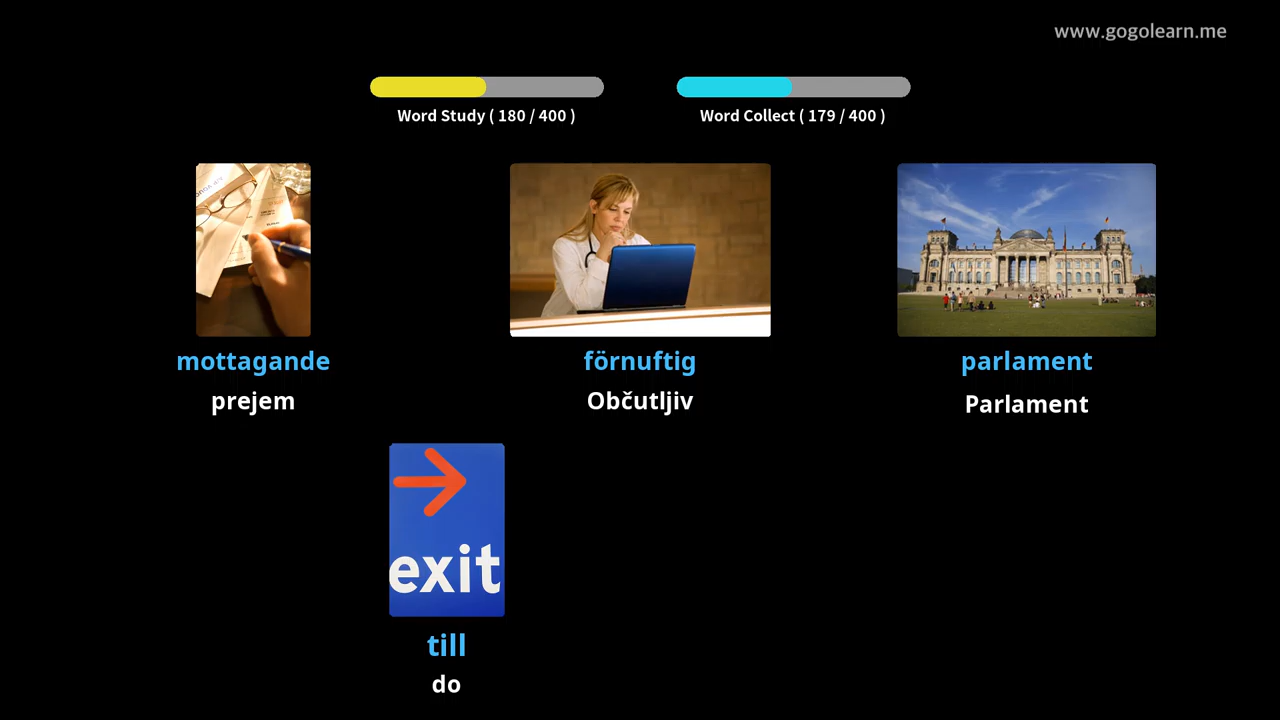 www.gogolearn.me
Word Study ( 180 / 400 )
Word Collect ( 179 / 400 )
mottagande
prejem
förnuftig
Občutljiv
parlament
Parlament
exit
till
do